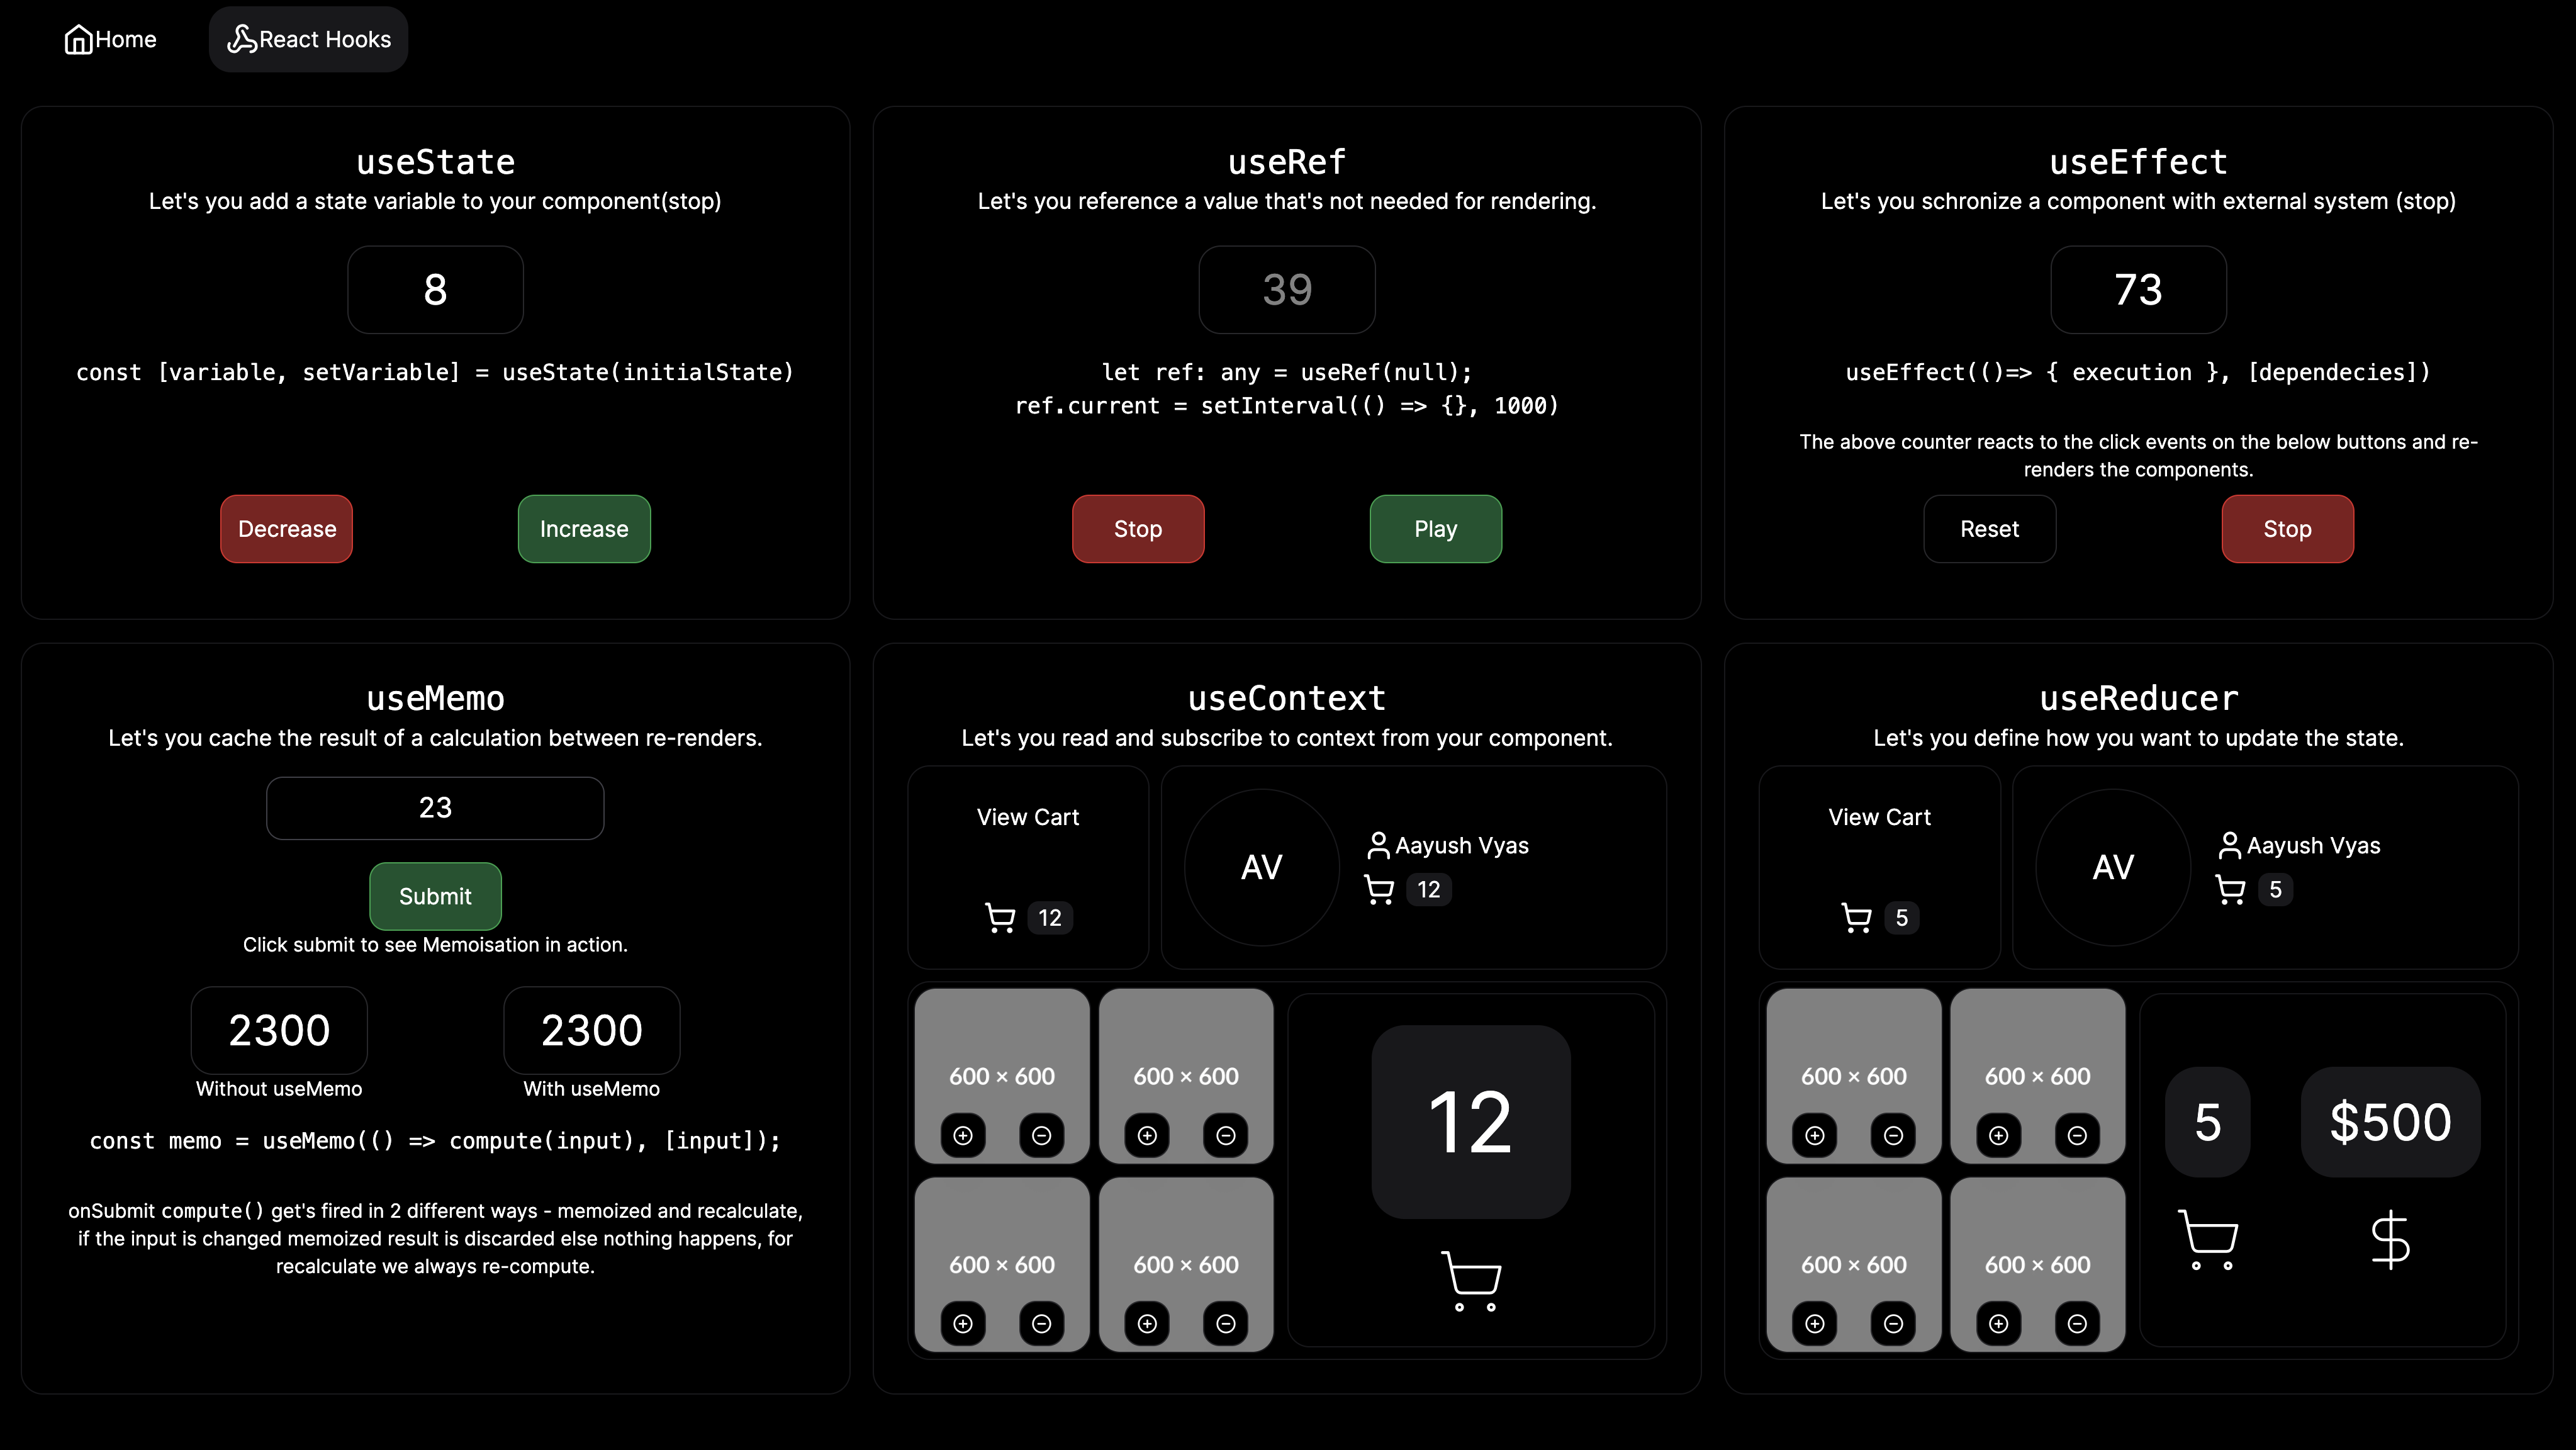 Home
React Hooks
useState
Let's you add a state variable to your component(stop)
8
const [variable, setVariable] = useState(initialState)
Decrease
Increase
useRef
Let's you reference a value that's not needed for rendering.
39
let ref: any = useRef(null);
ref.current = setInterval(() => {}, 1000)
Stop
Play
useEffect
Let's you schronize a component with external system (stop)
73
useEffect(()=> { execution }, [dependecies])
The above counter reacts to the click events on the below buttons and re-
renders the components.
Reset
Stop
useMemo
Let's you cache the result of a calculation between re-renders.
23
Submit
Click submit to see Memoisation in action.
2300
2300
Without useMemo
With useMemo
const memo = useMemo(() => compute(input), [input]);
onSubmit compute() get's fired in 2 different ways - memoized and recalculate,
if the input is changed memoized result is discarded else nothing happens, for
recalculate we always re-compute.
useContext
Let's you read and subscribe to context from your component.
View Cart
12
AV
Aayush Vyas
12
600 × 600
600 × 600
600 × 600
600 × 600
12
useReducer
Let's you define how you want to update the state.
View Cart
5
AV
Aayush Vyas
5
600 × 600
600 × 600
600 × 600
600 × 600
5
$500